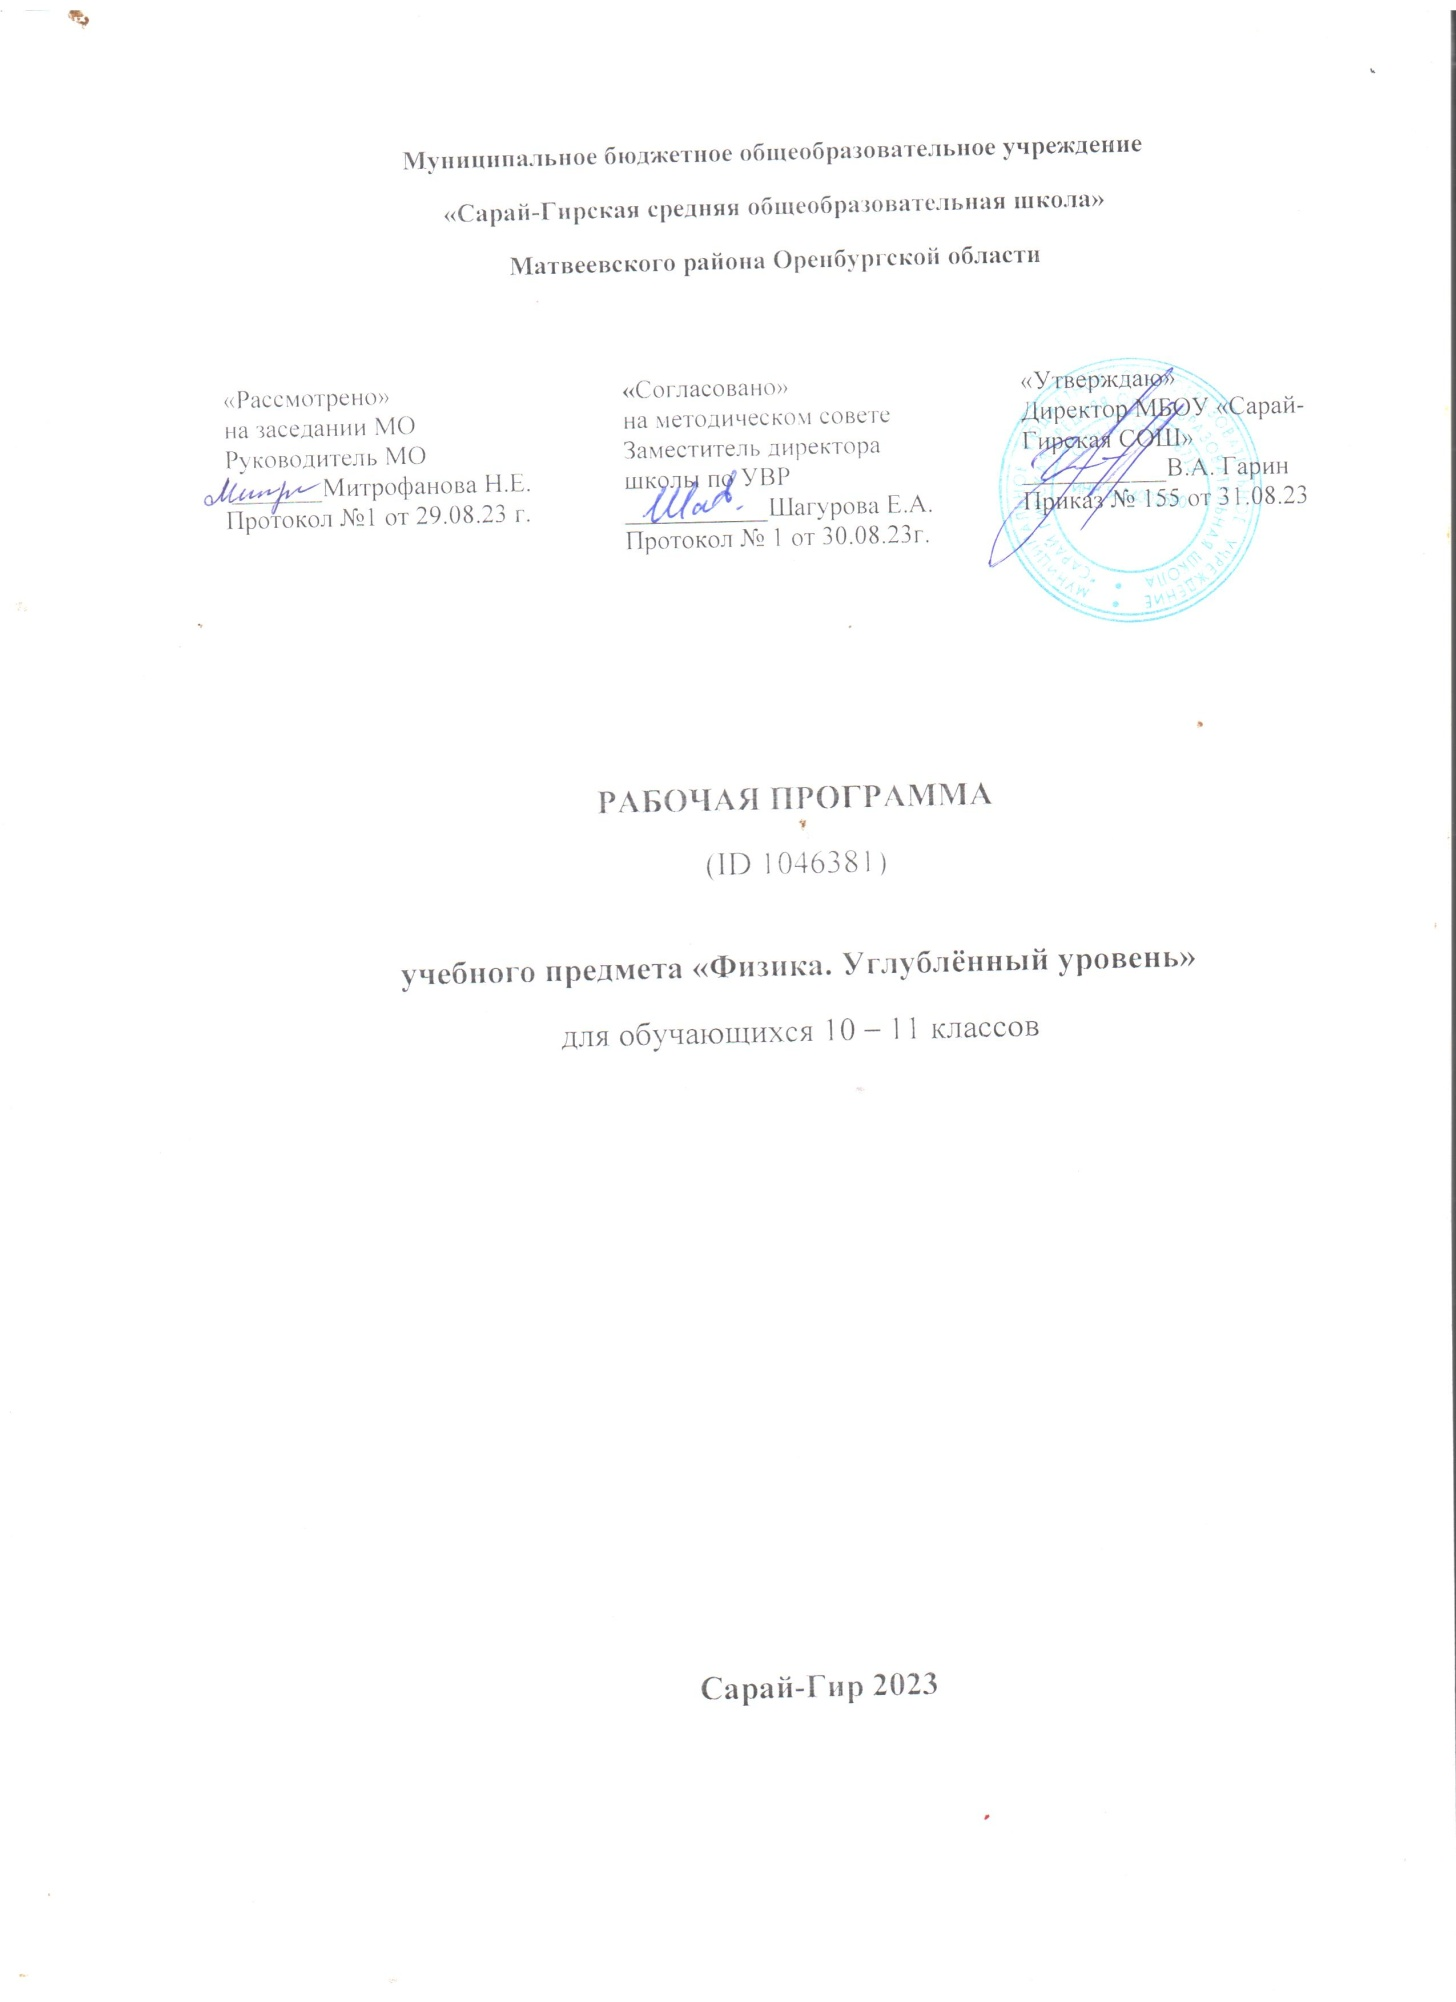 Муниципальное бюджетное общеобразовательное учреждение
«Сарай-Гирская средняя общеобразовательная школа»
Матвеевского района Оренбургской области
«Рассмотрено»
на заседании МО
Руководитель МО
_________Митрофанова Н.Е.
Протокол №1 от 29.08.23 г.
«Согласовано»
на методическом совете
Заместитель директора
школы по УВР
___________Шагурова Е.А.
Протокол № 1 от 30.08.23г.
«Утверждаю»
Директор МБОУ «Сарай-
Гирская СОШ»
___________В.А. Гарин
Приказ № 155 от 31.08.23
РАБОЧАЯ ПРОГРАММА
(ID 1046381)
учебного предмета «Физика. Углублённый уровень»
для обучающихся 10 – 11 классов
Сарай-Гир 2023